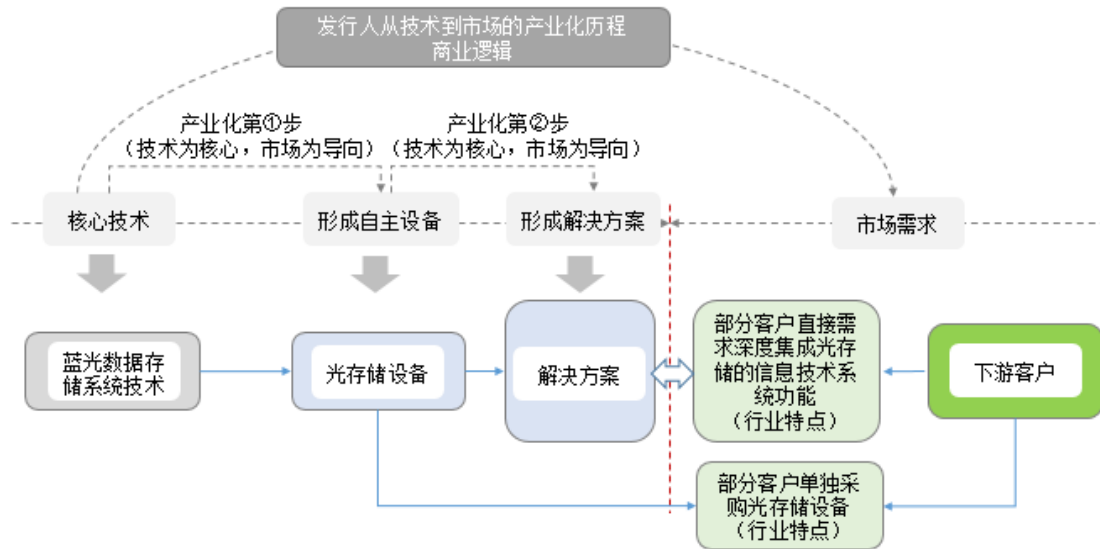 发行人从技术到市场的产业化历程
商业逻辑
产业化第①步
（技术为核心，市场为导向）
产业化第②步
（技术为核心，市场为导向）
核心技术
形成自主设备
形成解决方案
市场需求
蓝光数据存
储系统技术
光存储设备
解决方案
部分客户直接需
求深度集成光存
储的信息技术系
统功能
（行业特点）
下游客户
部分客户单独采
购光存储设备
（行业特点）